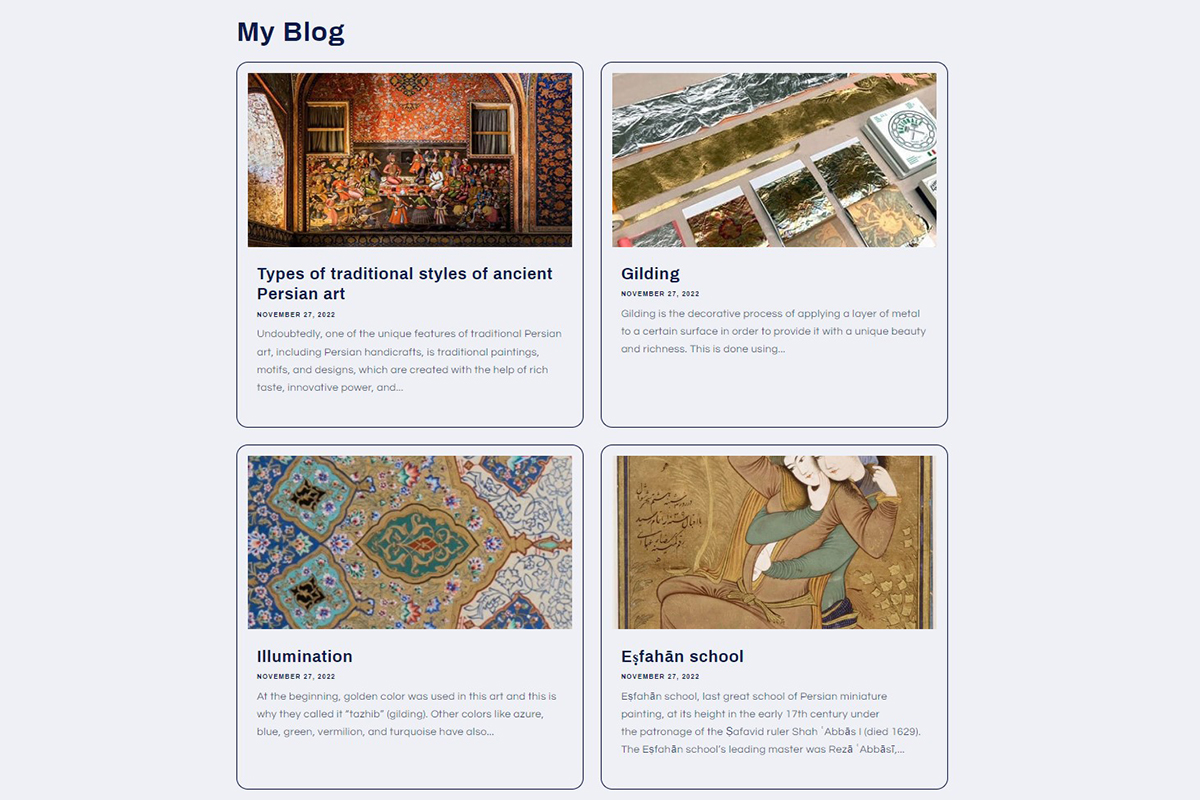 My Blog
Types of traditional styles of ancient
Persian art
NOVEMBER 27, 2022
Undoubtedly, one of the unique features of traditional Persian
art, including Persian handicrafts, is traditional paintings,
motifs, and designs, which are created with the help of rich
taste, innovative power, and...
Gilding
NOVEMBER 27, 2022
Gilding is the decorative process of applying a layer of metal
to a certain surface in order to provide it with a unique beauty
and richness. This is done using...
Illumination
NOVEMBER 27, 2022
At the beginning, golden color was used in this art and this is
why they called it “tazhib” (gilding). Other colors like azure,
blue, green, vermilion, and turquoise have also...
Eṣfahān school
NOVEMBER 27, 2022
Eṣfahān school, last great school of Persian miniature
painting, at its height in the early 17th century under
the patronage of the Ṣafavid ruler Shah ʿAbbās I (died 1629).
The Eṣfahān school’s leading master was Rezā ʿAbbāsī,...